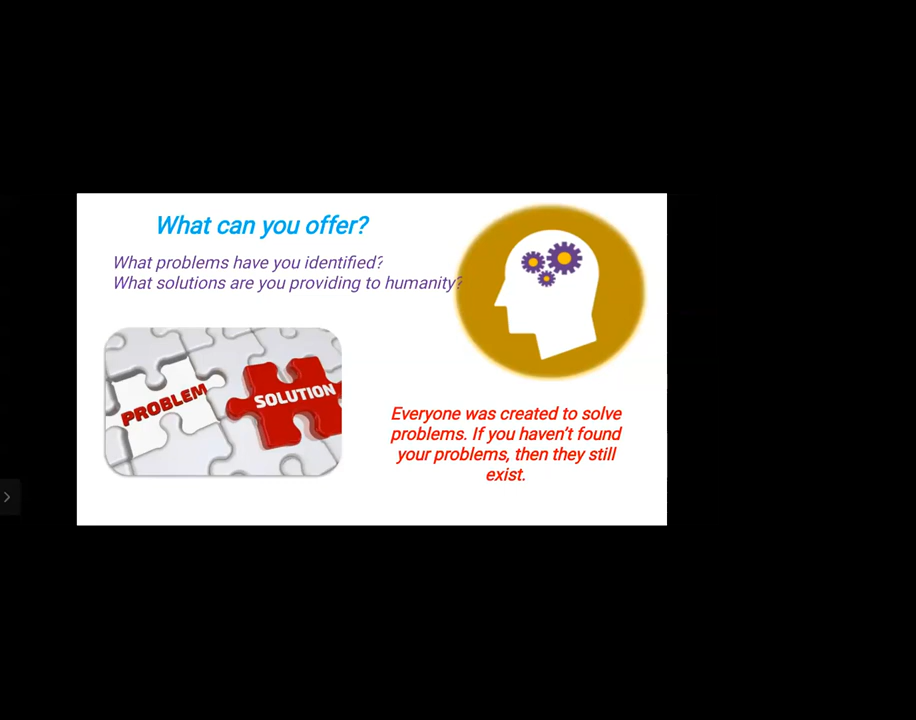 What can you offer?
What problems have you identified?
What solutions are you providing to humanity?
PROBLEM
SOLUTION
Everyone was created to solve
problems. If you haven't found
your problems, then they still
exist.